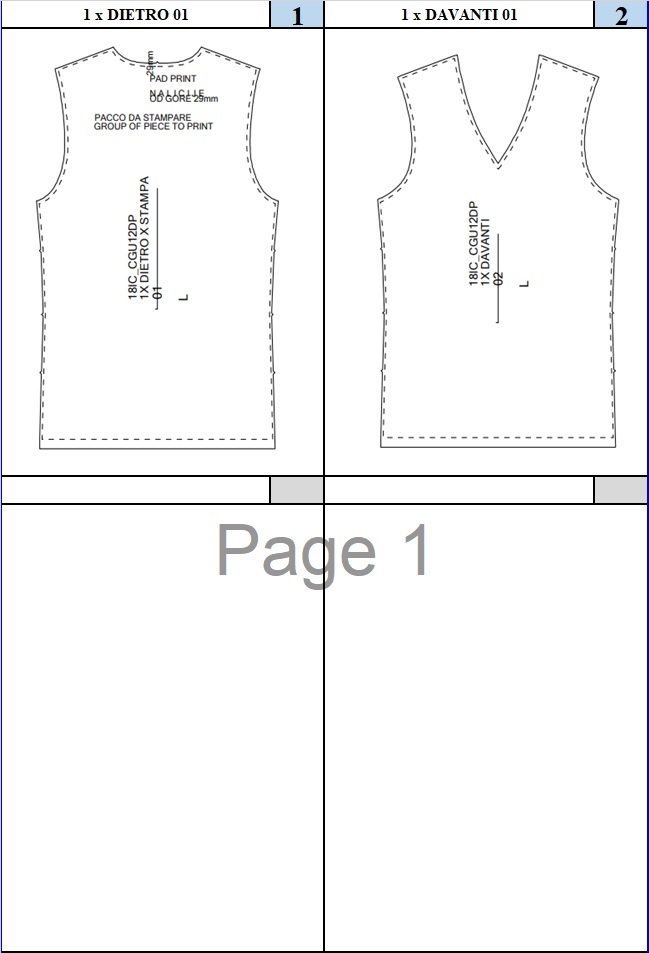 1 x DIETRO 01
1
1 x DAVANTI 01
2
29mm
PAD PRINT
NALICIJE
OD GORE 29mm
PACCO DA STAMPARE
GROUP OF PIECE TO PRINT
18IC_CGU12DP
1X DIETRO X STAMPA
01
L
18IC_CGU12DP
1X DAVANTI
02
L
Page 1